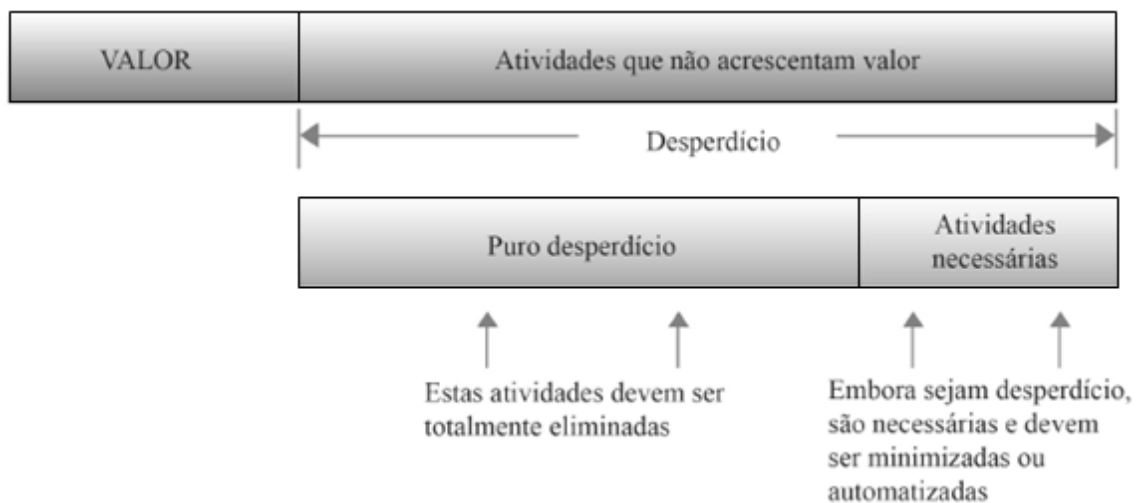 VALOR
Atividades que não acrescentam valor
Desperdício
Puro desperdício
Atividades
necessárias
Estas atividades devem ser
totalmente eliminadas
Embora sejam desperdício,
são necessárias e devem
ser minimizadas ou
automatizadas